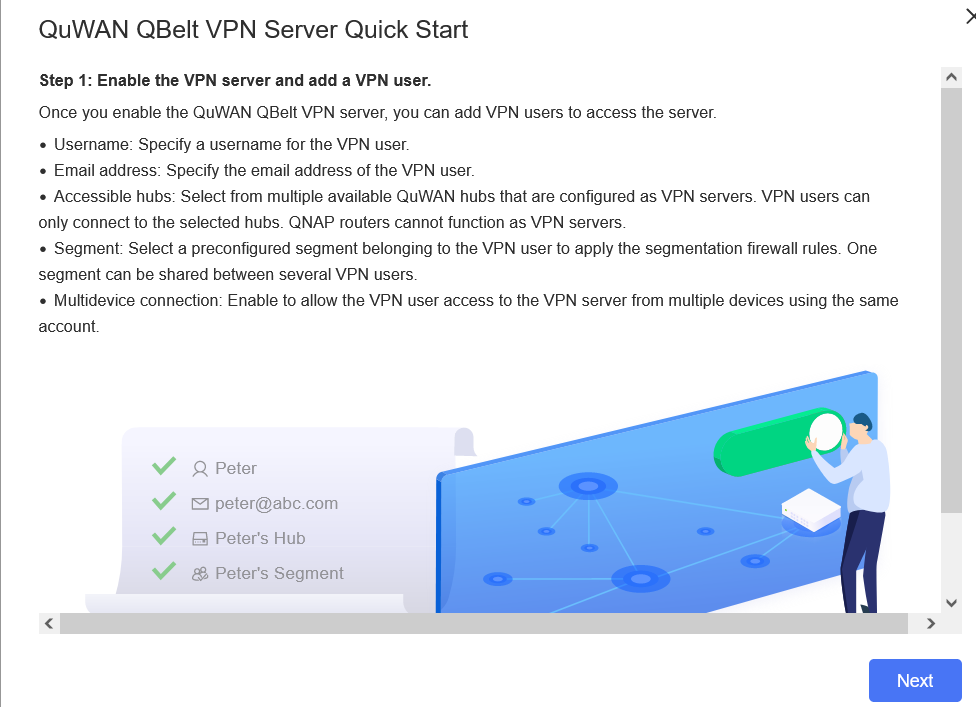 QuWAN QBelt VPN Server Quick Start
Step 1: Enable the VPN server and add a VPN user.
Once you enable the QuWAN QBelt VPN server, you can add VPN users to access the server.
• Username: Specify a username for the VPN user.
• Email address: Specify the email address of the VPN user.
• Accessible hubs: Select from multiple available QuWAN hubs that are configured as VPN servers. VPN users can
only connect to the selected hubs. QNAP routers cannot function as VPN servers.
• Segment: Select a preconfigured segment belonging to the VPN user to apply the segmentation firewall rules. One
segment can be shared between several VPN users.
• Multidevice connection: Enable to allow the VPN user access to the VPN server from multiple devices using the same
account.
Peter
peter@abc.com
Peter's Hub
Peter's Segment
Next